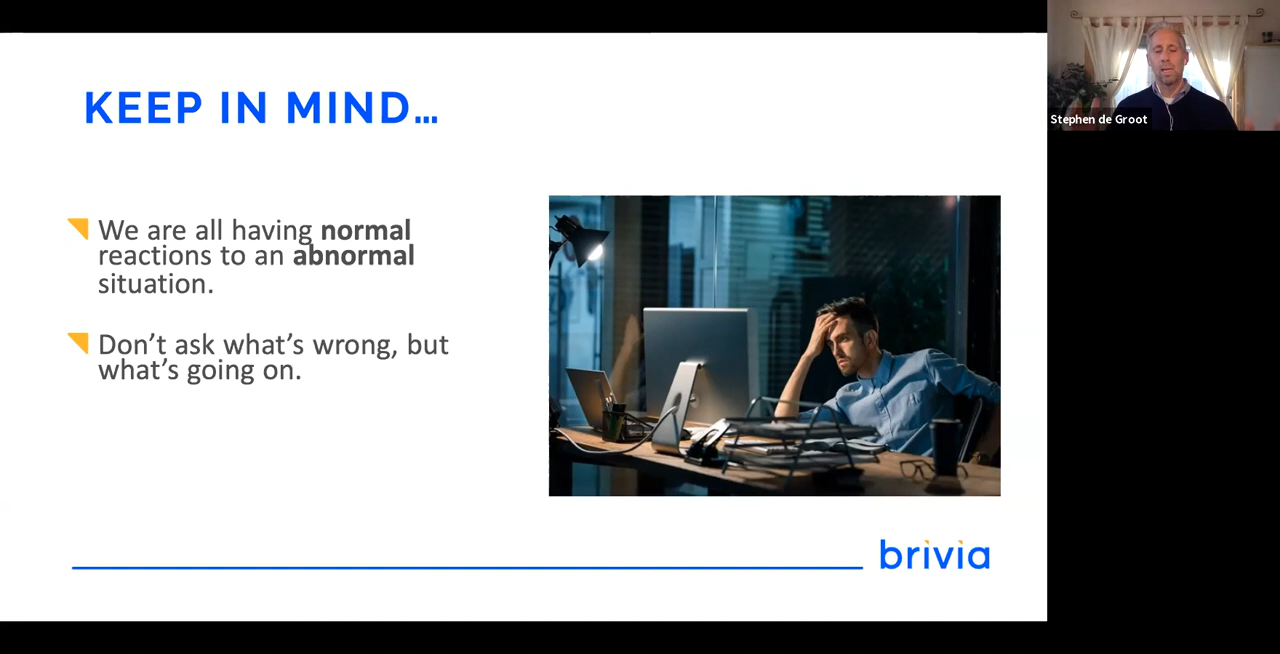 KEEP IN MIND…
We are all having normal
reactions to an abnormal
situation.
Don’t ask what’s wrong, but
what’s going on.
brivia
Stephen de Groot